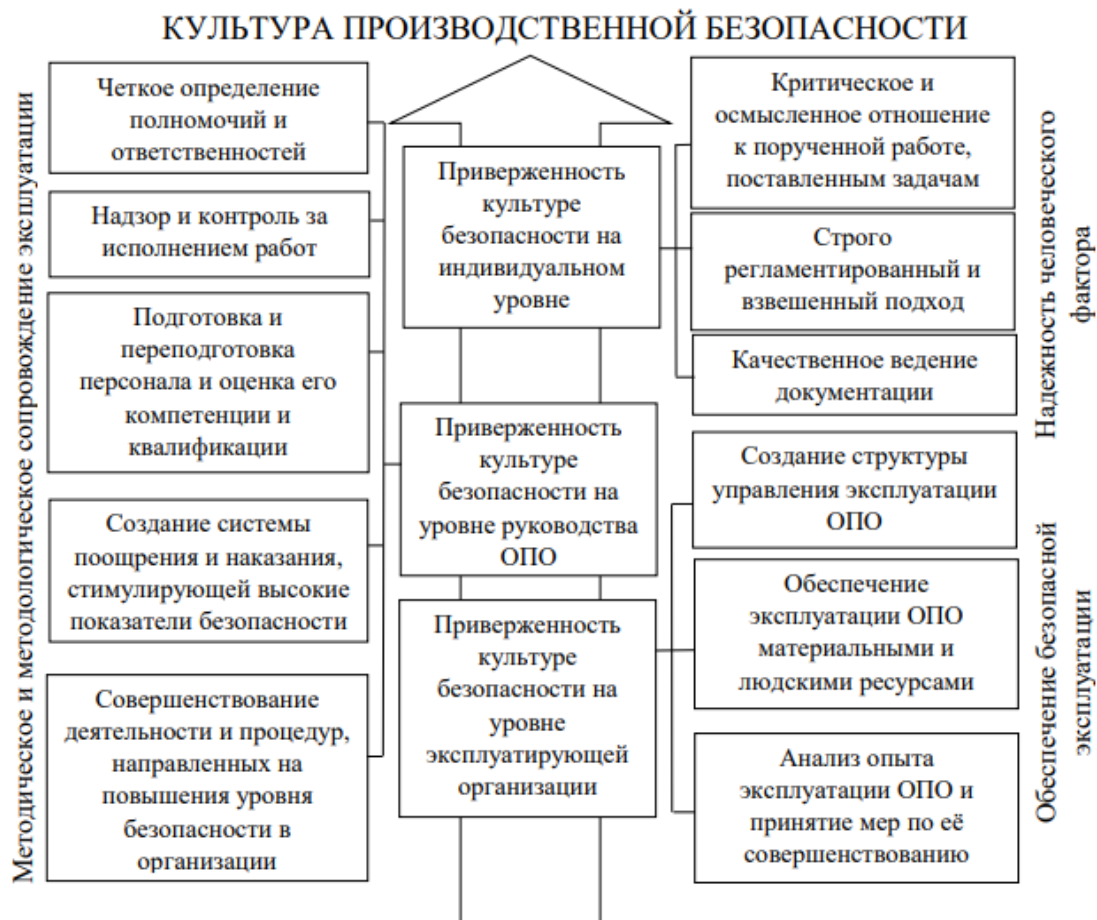 КУЛЬТУРА ПРОИЗВОДСТВЕННОЙ БЕЗОПАСНОСТИ
Методическое и методологическое сопровождение эксплуатации
Четкое определение
полномочий и
ответственностей
Надзор и контроль за
исполнением работ
Подготовка и
переподготовка
персонала и оценка его
компетенции и
квалификации
Создание системы
поощрения и наказания,
стимулирующей высокие
показатели безопасности
Совершенствование
деятельности и процедур,
направленных на
повышения уровня
безопасности в
организации
Приверженность
культуре
безопасности на
индивидуальном
уровне
Приверженность
культуре
безопасности на
уровне руководства
ОПО
Приверженность
культуре
безопасности на
уровне
эксплуатирующей
организации
Критическое и
осмысленное отношение
к порученной работе,
поставленным задачам
Строго
регламентированный и
взвешенный подход
Качественное ведение
документации
Создание структуры
управления эксплуатации
ОПО
Обеспечение
эксплуатации ОПО
материальными и
людскими ресурсами
Анализ опыта
эксплуатации ОПО и
принятие мер по её
совершенствованию
Надежность человеческого
фактора
Обеспечение безопасной
эксплуатации